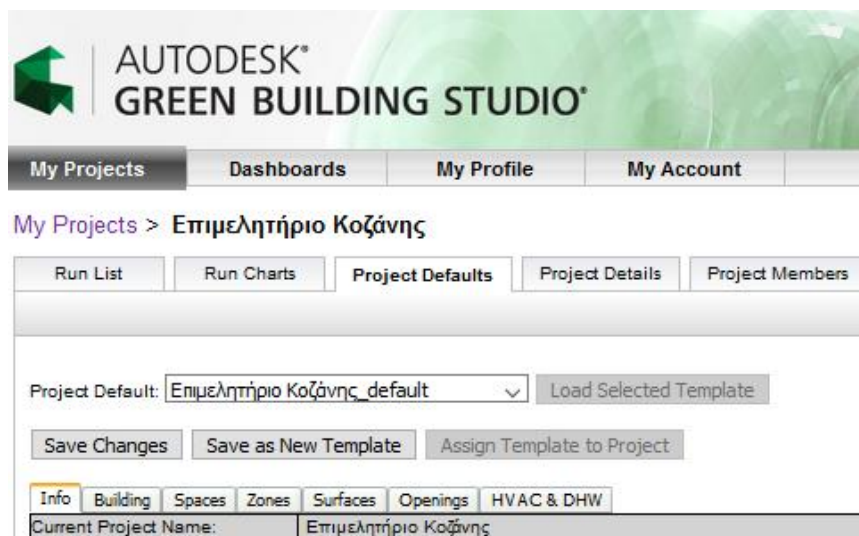 AUTODESK®
GREEN BUILDING STUDIO®
My Projects Dashboards My Profile My Account
My Projects > Επιμελητήριο Κοζάνης
Run List Run Charts Project Defaults Project Details Project Members
Project Default: Επιμελητήριο Κοζάνης_default Load Selected Template
Save Changes Save as New Template Assign Template to Project
Info Building Spaces Zones Surfaces Openings HVAC & DHW
Current Project Name: Επιμελητήριο Κοζάνης